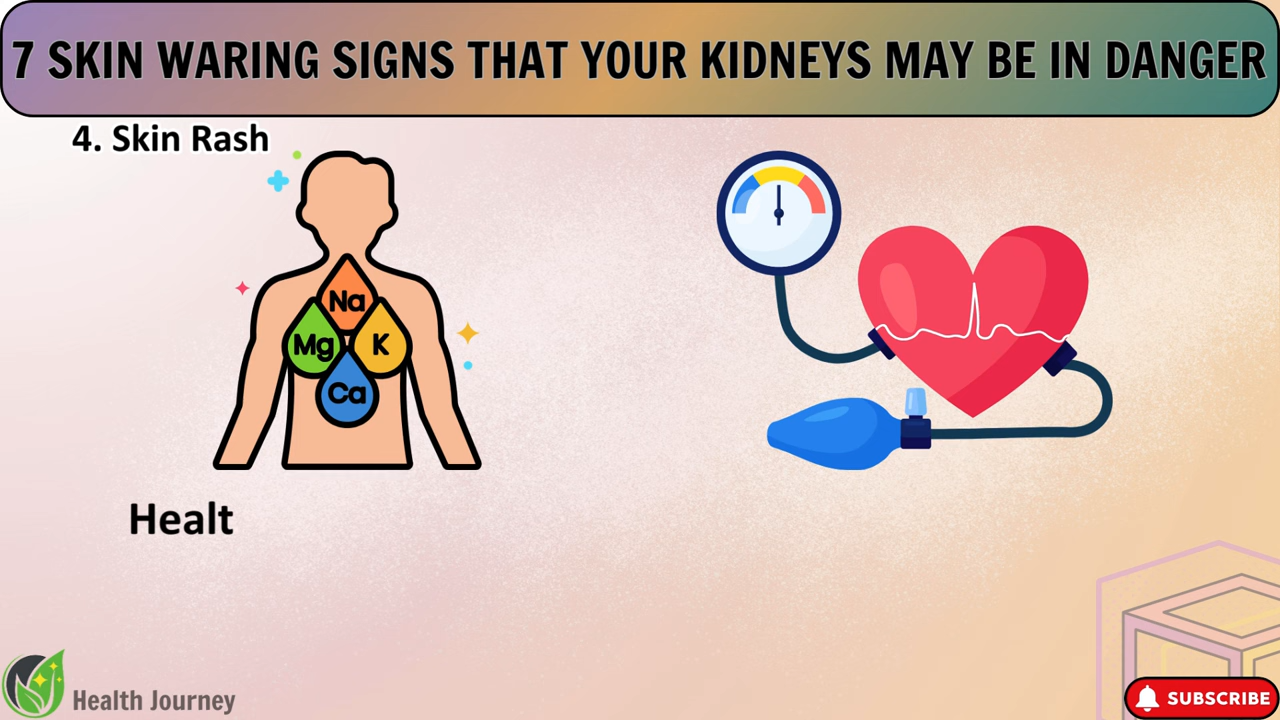 7 SKIN WARING SIGNS THAT YOUR KIDNEYS MAY BE IN DANGER
4. Skin Rash
Na
Mg K
Ca
Healt
Health Journey
SUBSCRIBE